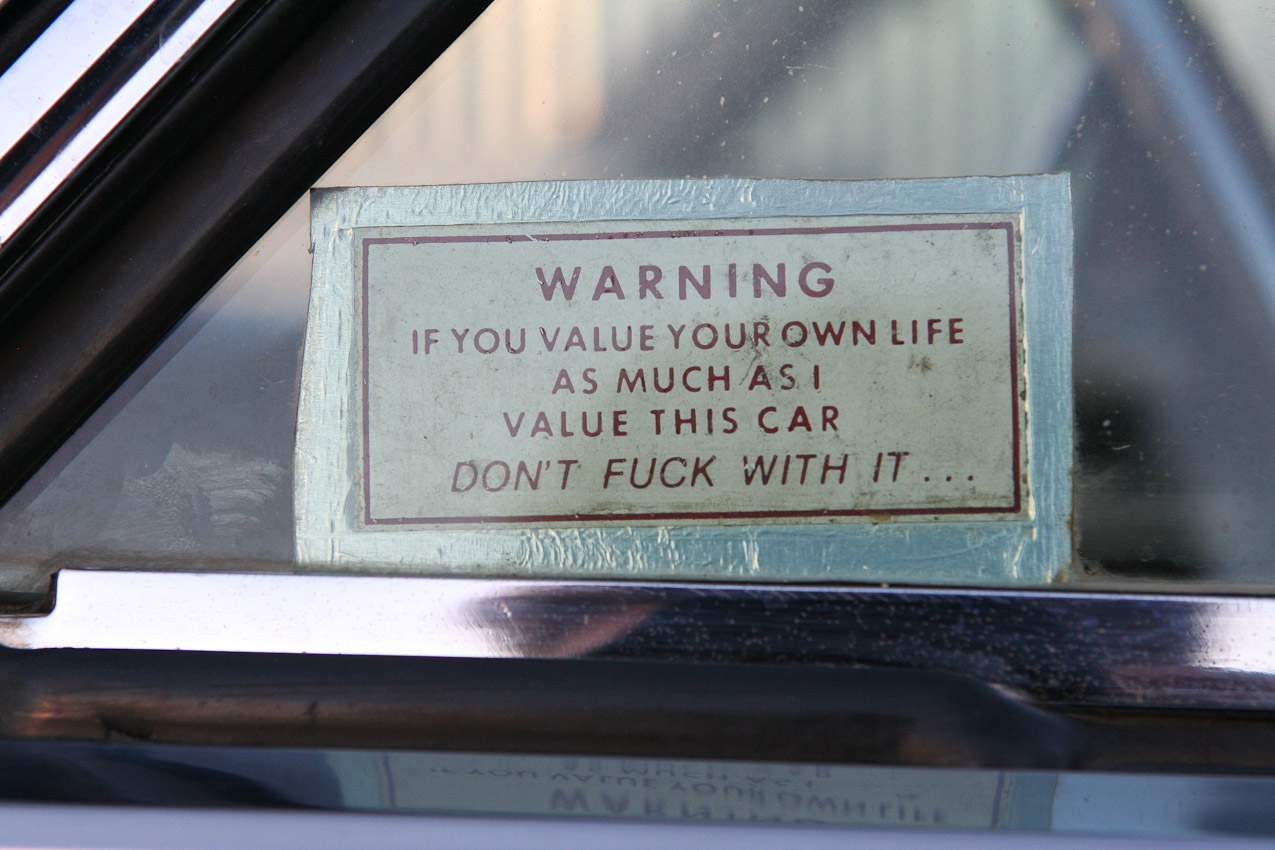 WARNING
IF YOU VALUE YOUR OWN LIFE
AS MUCH AS I
VALUE THIS CAR
DON'T FUCK WITH IT...